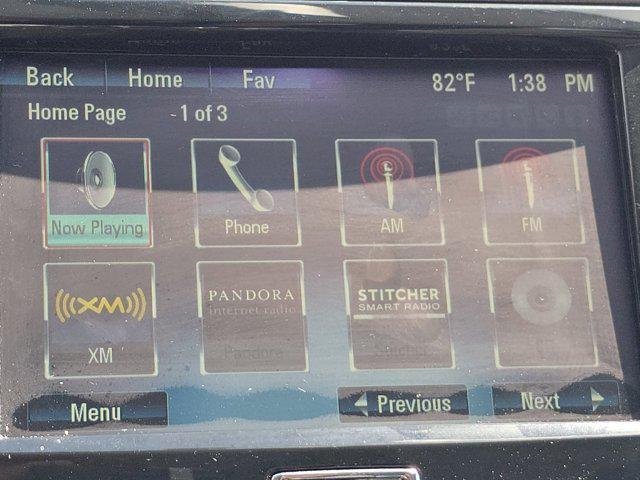 Back Home Fav 82°F 1:38 PM
Home Page -1 of 3
Now Playing Phone AM FM
XM PANDORA STITCHER
internet radio SMART RADIO
XM Pandora
Menu Previous Next